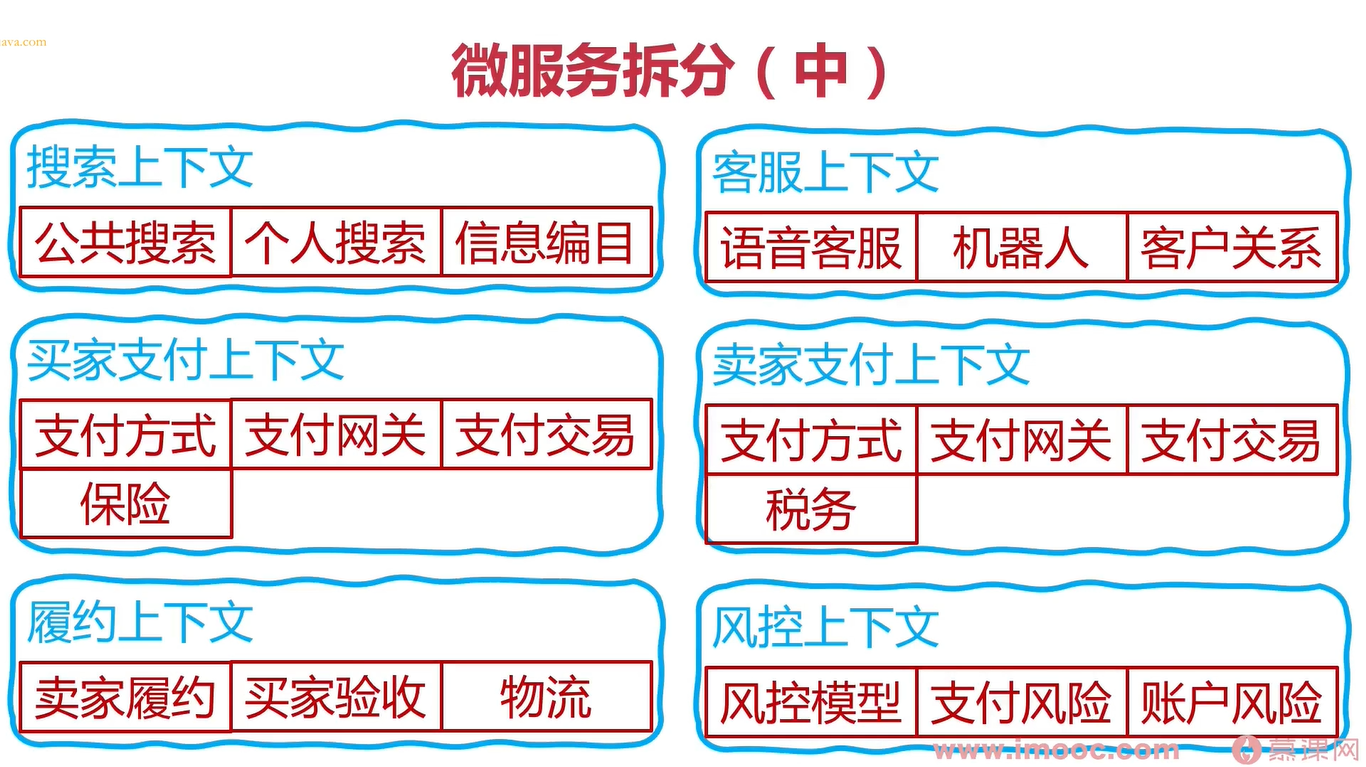 ava.com
微服务拆分（中）
搜索上下文
公共搜索 个人搜索 信息编目
客服上下文
语音客服 机器人 客户关系
买家支付上下文
支付方式 支付网关 支付交易
保险
卖家支付上下文
支付方式 支付网关 支付交易
税务
履约上下文
卖家履约 买家验收 物流
风控上下文
风控模型 支付风险 账户风险
www.imooc.com 慕课网